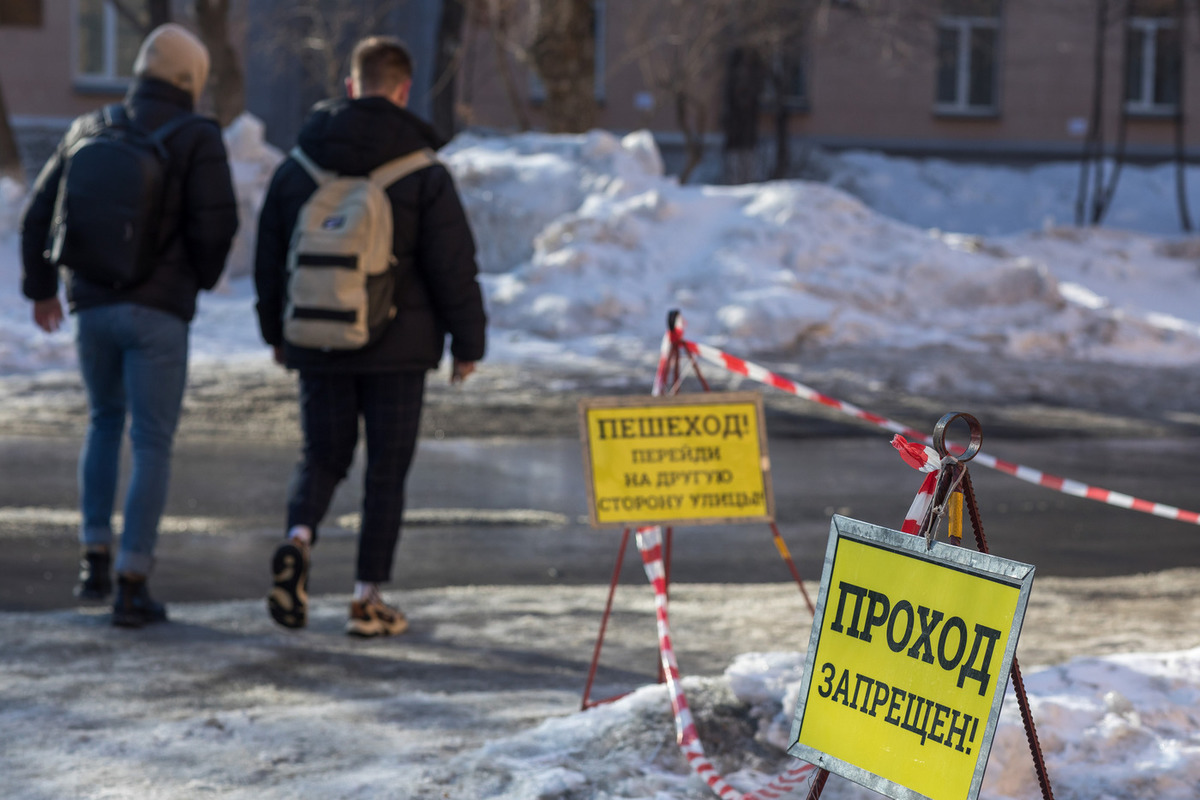 ПЕШЕХОД!
ПЕРЕЙДИ
НА ДРУГУЮ
СТОРОНУ УЛИЦЫ!
ПРОХОД
ЗАПРЕЩЕН!